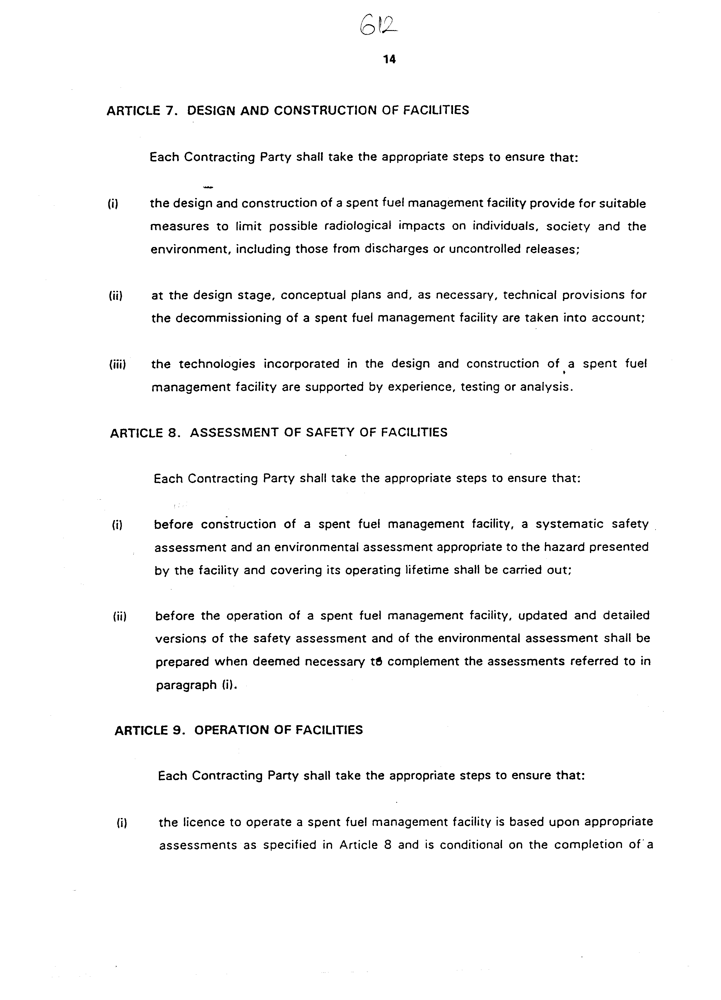 612
14
ARTICLE 7. DESIGN AND CONSTRUCTION OF FACILITIES
Each Contracting Party shall take the appropriate steps to ensure that:
(i) the design and construction of a spent fuel management facility provide for suitable
measures to limit possible radiological impacts on individuals, society and the
environment, including those from discharges or uncontrolled releases;
(ii) at the design stage, conceptual plans and, as necessary, technical provisions for
the decommissioning of a spent fuel management facility are taken into account;
(iii) the technologies incorporated in the design and construction of a spent fuel
management facility are supported by experience, testing or analysis.
ARTICLE 8. ASSESSMENT OF SAFETY OF FACILITIES
Each Contracting Party shall take the appropriate steps to ensure that:
(i) before construction of a spent fuel management facility, a systematic safety
assessment and an environmental assessment appropriate to the hazard presented
by the facility and covering its operating lifetime shall be carried out;
(ii) before the operation of a spent fuel management facility, updated and detailed
versions of the safety assessment and of the environmental assessment shall be
prepared when deemed necessary to complement the assessments referred to in
paragraph (i).
ARTICLE 9. OPERATION OF FACILITIES
Each Contracting Party shall take the appropriate steps to ensure that:
(i) the licence to operate a spent fuel management facility is based upon appropriate
assessments as specified in Article 8 and is conditional on the completion of a